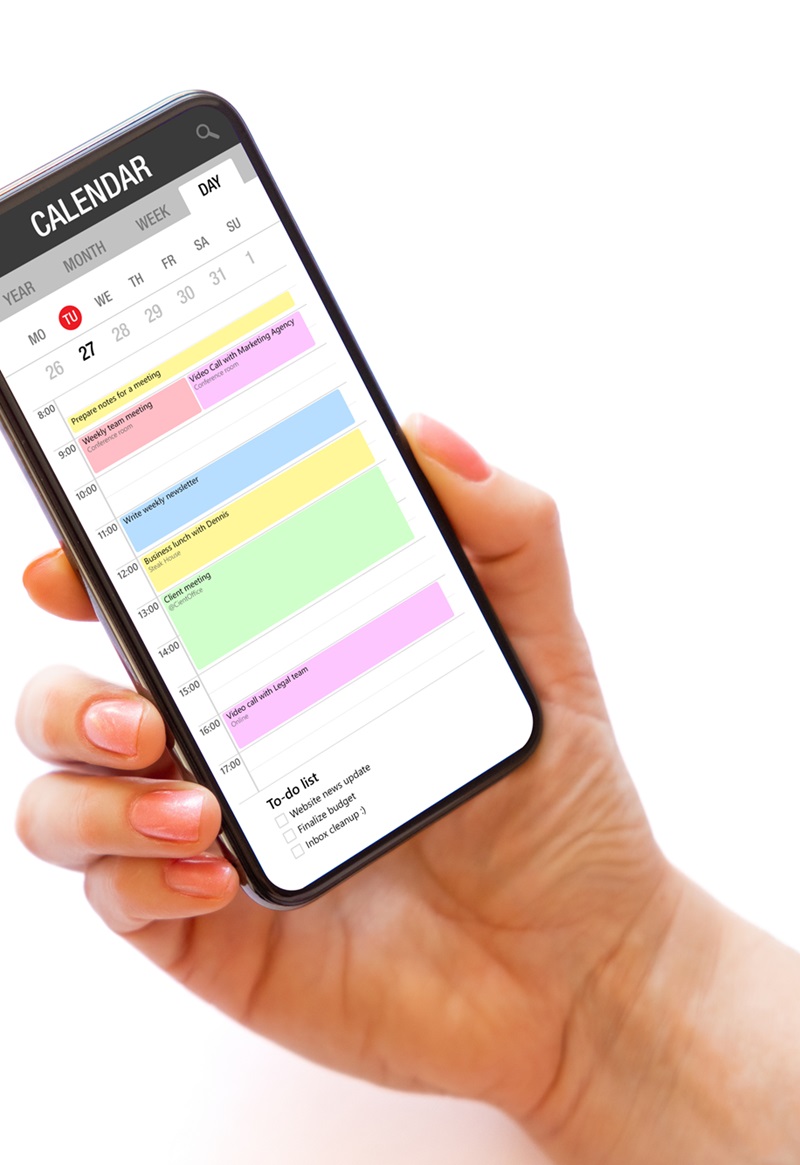 CALENDAR
YEAR MONTH WEEK DAY
MO TU WE TH FR SA SU
26 27 28 29 30 31 1
8:00
Prepare notes for a meeting
Weekly team meeting
Conference room
Video Call with Marketing Agency
Conference room
9:00
10:00
11:00
Write weekly newsletter
12:00
Business lunch with Dennis
Steak House
13:00
Client meeting
@CientOffice
14:00
15:00
16:00
Video call with Legal team
Online
17:00
To-do list
Website news update
Finalize budget
Inbox cleanup :)